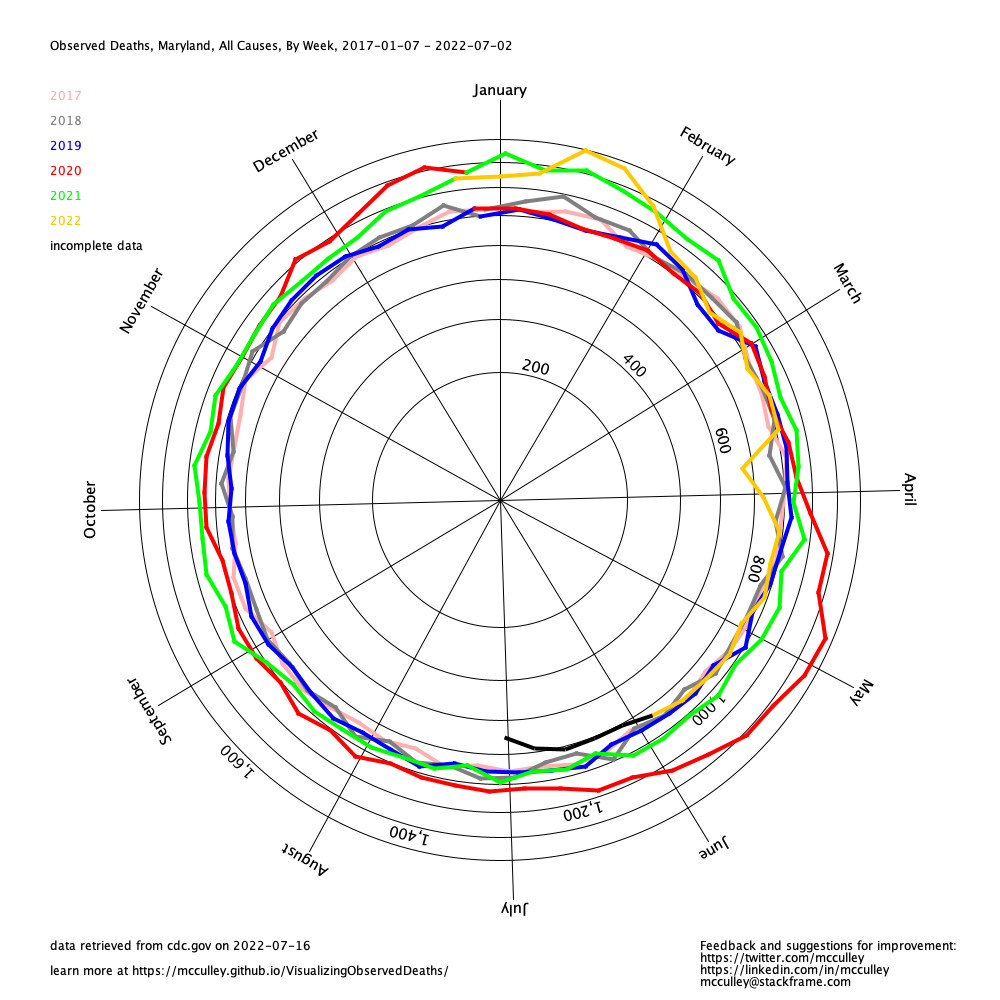 Observed Deaths, Maryland, All Causes, By Week, 2017-01-07 - 2022-07-02
2017
2018
2019
2020
2021
2022
incomplete data
January
February
March
April
May
June
July
August
September
October
November
December
200
400
600
800
1,000
1,200
1,400
1,600
data retrieved from cdc.gov on 2022-07-16
learn more at https://mcculley.github.io/VisualizingObservedDeaths/
Feedback and suggestions for improvement:
https://twitter.com/mcculley
https://linkedin.com/in/mcculley
mcculley@stackframe.com